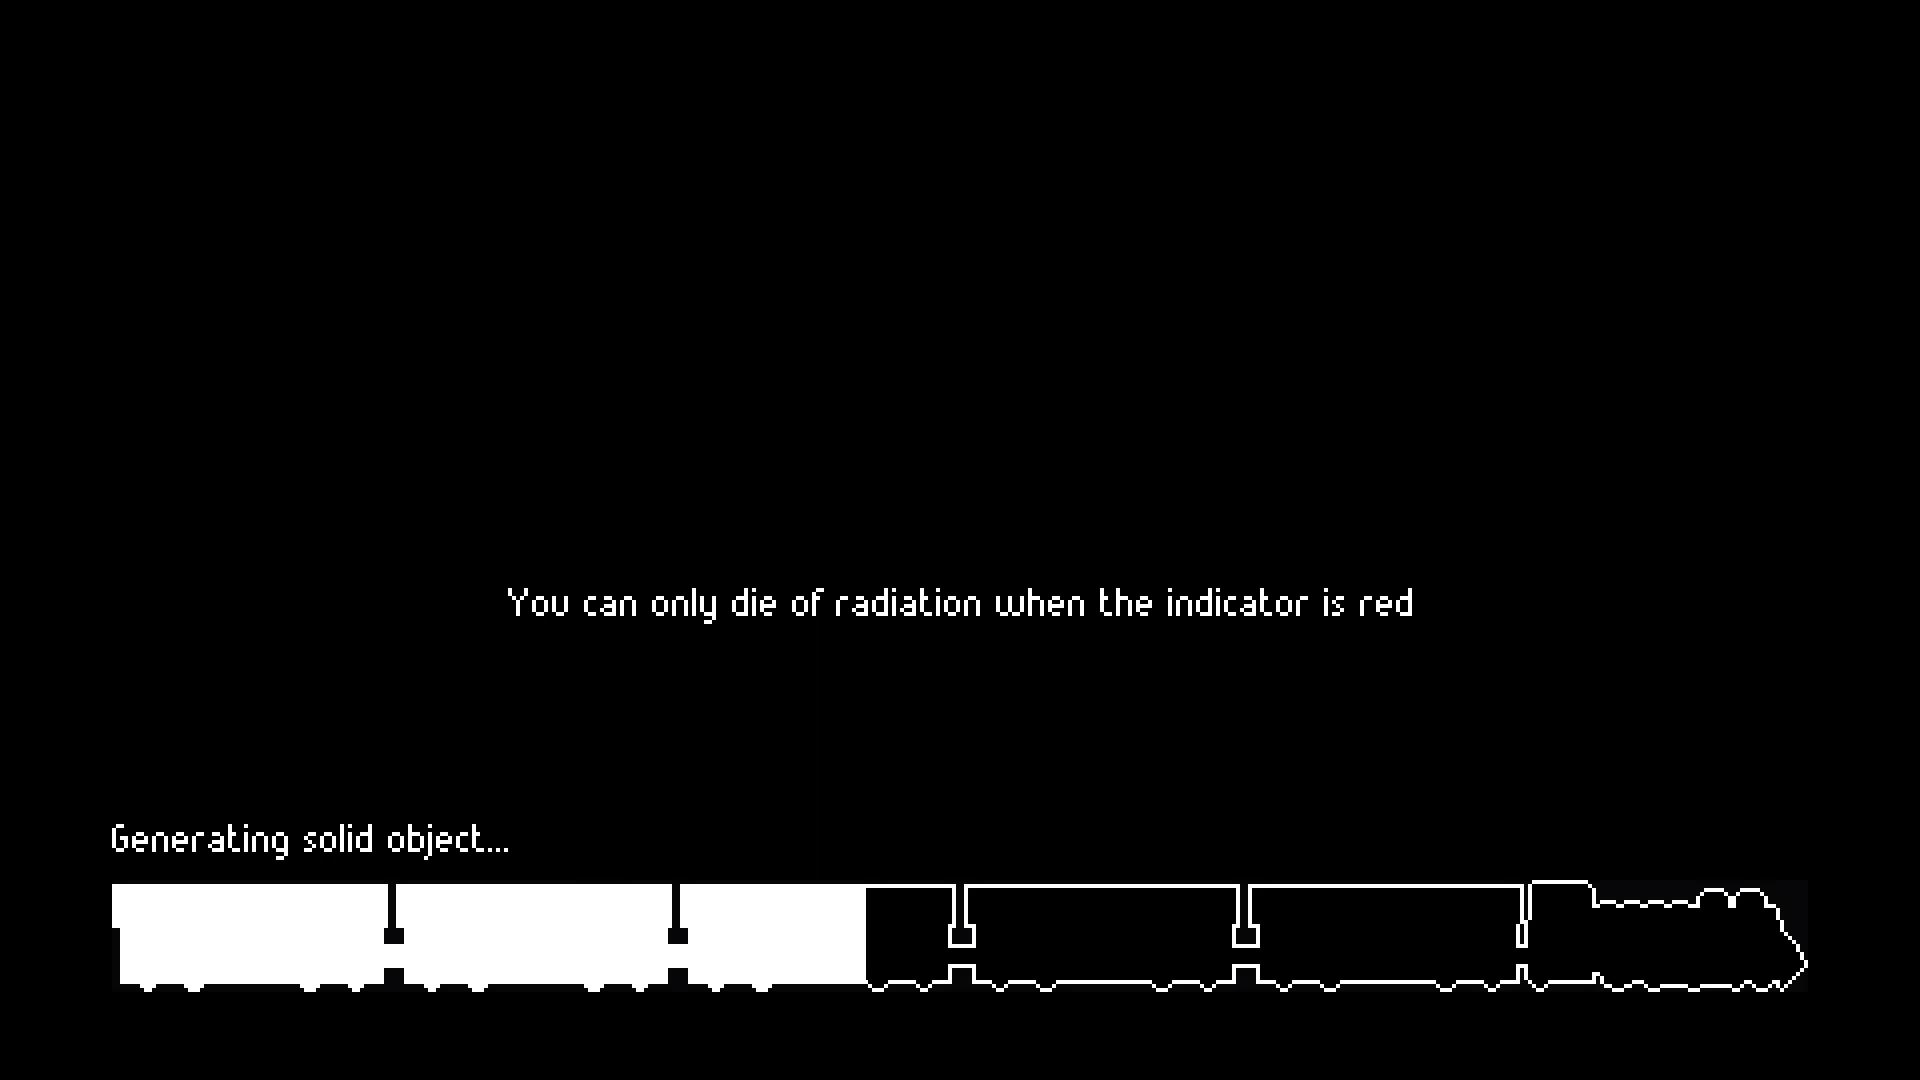 You can only die of radiation when the indicator is red
Generating solid object...